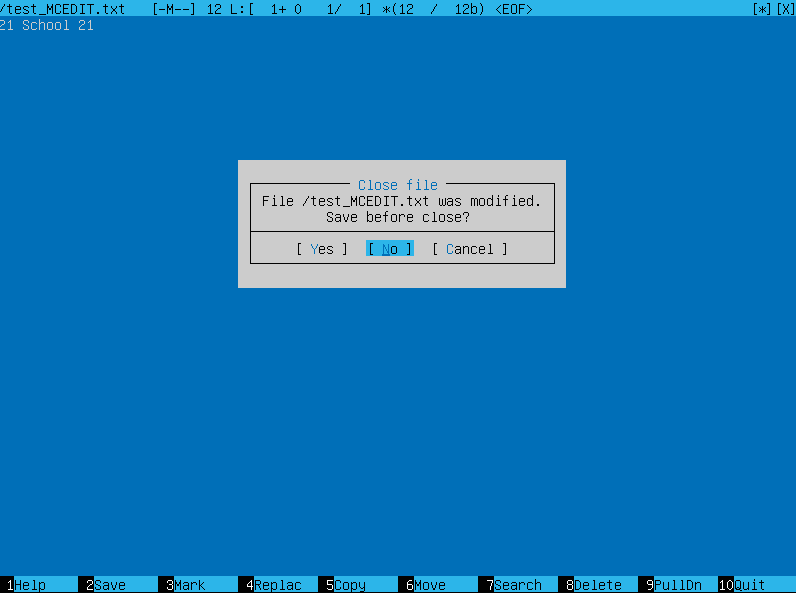 /test_MCEDIT.txt [-M--] 12 L:[ 1+ 0 1/ 1] *(12 / 12b) <EOF> [*][X]
21 School 21
Close file
File /test_MCEDIT.txt was modified.
Save before close?
[ Yes ] [ No ] [ Cancel ]
1Help 2Save 3Mark 4Replac 5Copy 6Move 7Search 8Delete 9PullDn 10Quit